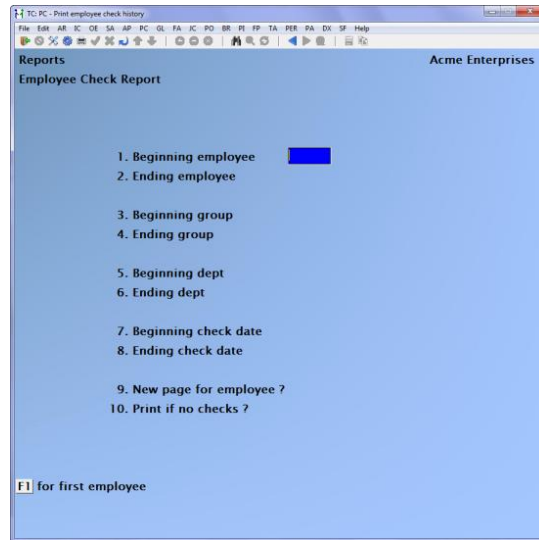 TC: PC - Print employee check history
File Edit AR IC OE SA AP PC GL FA JC PO BR PI FP TA PER PA DX SF Help
Reports Acme Enterprises
Employee Check Report
1. Beginning employee
2. Ending employee
3. Beginning group
4. Ending group
5. Beginning dept
6. Ending dept
7. Beginning check date
8. Ending check date
9. New page for employee ?
10. Print if no checks ?
F1 for first employee